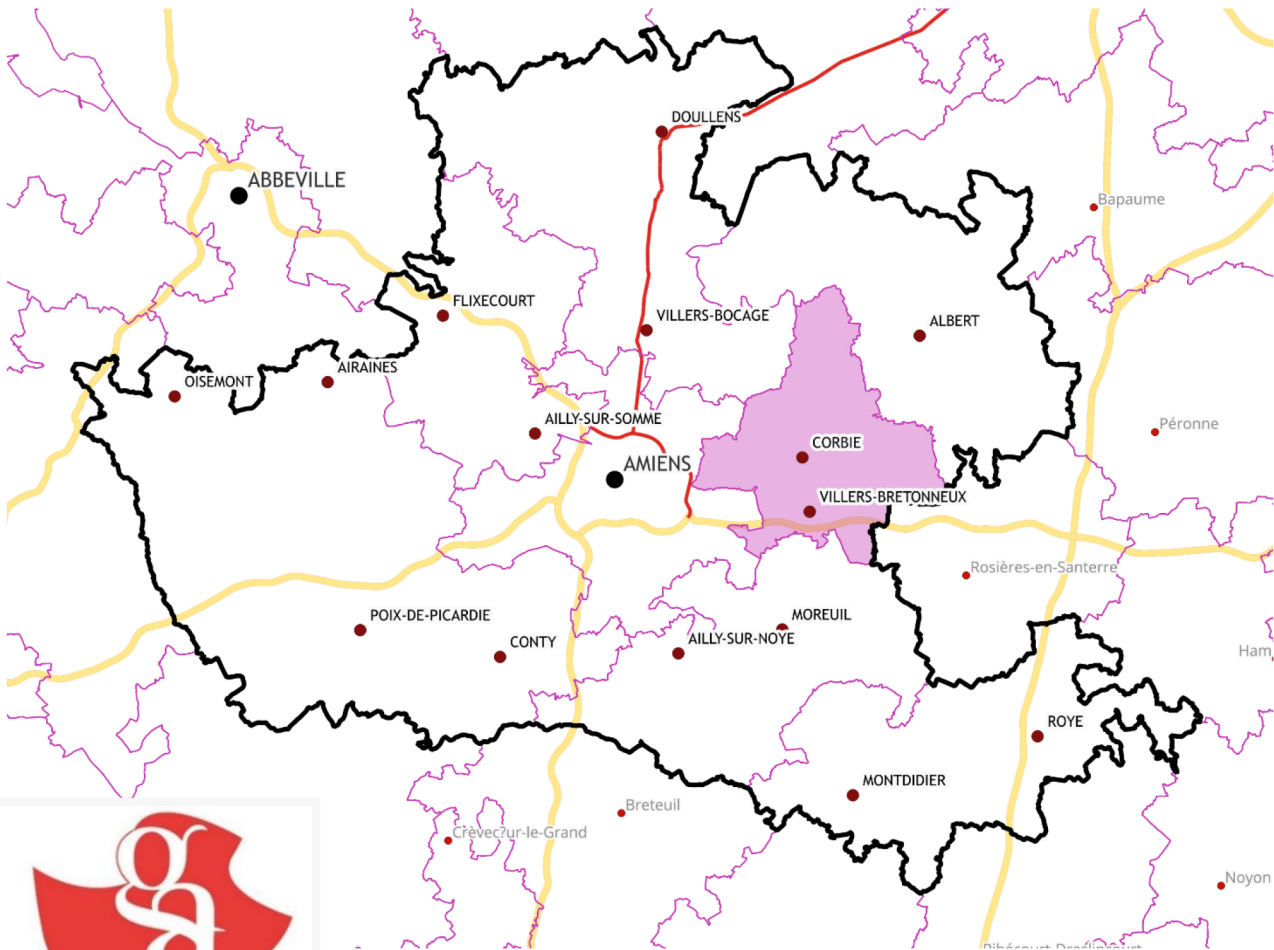 DOULLENS
ABBEVILLE
Bapaume
FLIXECOURT
VILLERS-BOCAGE
ALBERT
AIRAINES
OISEMONT
AILLY-SUR-SOMME
Péronne
CORBIE
AMIENS
VILLERS-BRETONNEUX
Rosières-en-Santerre
POIX-DE-PICARDIE
MOREUIL
CONTY
AILLY-SUR-NOYE
Ham
ROYE
MONTDIDIER
Breteuil
Crèvec?ur-le-Grand
ga
Noyon